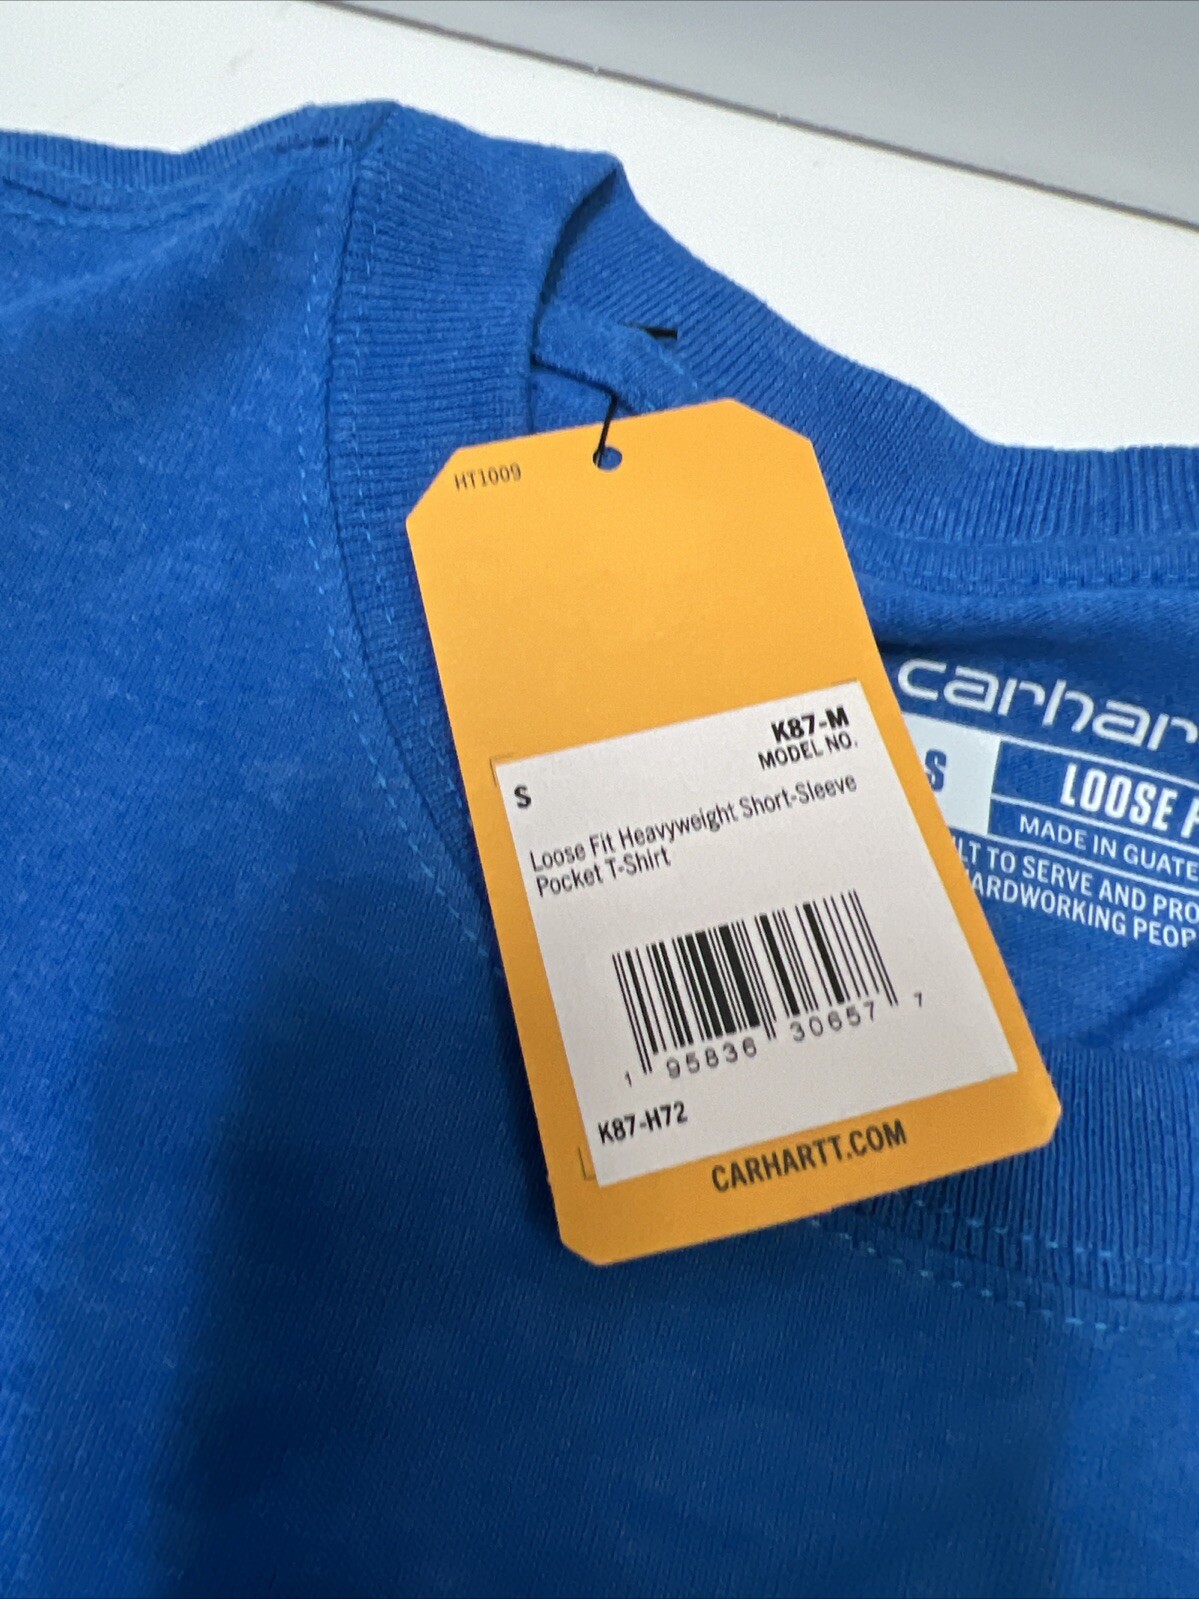 HT1009
K87-M
MODEL NO.
S
Loose Fit Heavyweight Short-Sleeve
Pocket T-Shirt
1 95836 30657 7
K87-H72
CARHARTT.COM
carhar
S
LOOSE
MADE IN GUATE
LT TO SERVE AND PRO
ARDWORKING PEOP